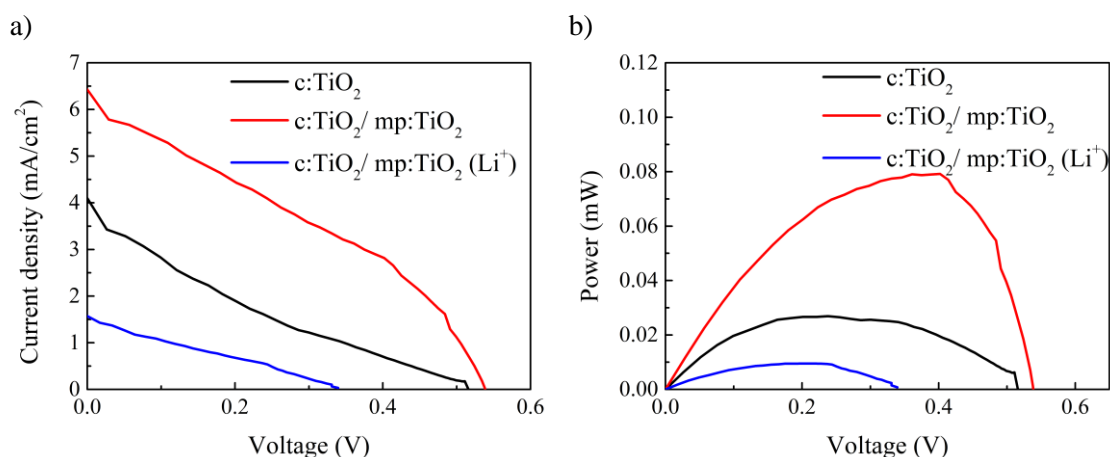 a)
7
6
5
4
3
2
1
0
Current density (mA/cm²)
c:TiO₂
c:TiO₂/ mp:TiO₂
c:TiO₂/ mp:TiO₂ (Li⁺)
0.0
0.2
0.4
0.6
Voltage (V)
b)
0.12
0.10
0.08
0.06
0.04
0.02
0.00
Power (mW)
c:TiO₂
c:TiO₂/ mp:TiO₂
c:TiO₂/ mp:TiO₂ (Li⁺)
0.0
0.2
0.4
0.6
Voltage (V)